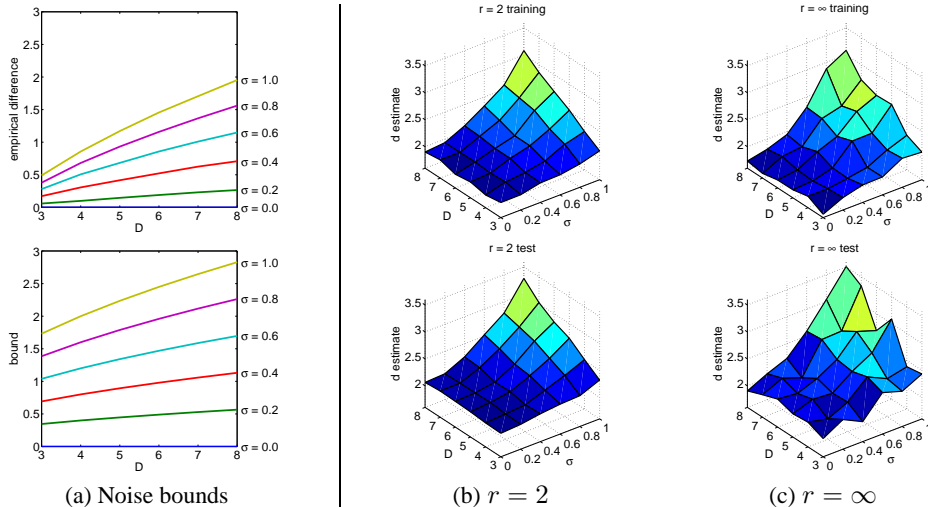 3
2.5
2
1.5
1
0.5
0
3 4 5 6 7 8
empirical difference
D
σ = 1.0
σ = 0.8
σ = 0.6
σ = 0.4
σ = 0.2
σ = 0.0
3
2.5
2
1.5
1
0.5
0
3 4 5 6 7 8
bound
D
σ = 1.0
σ = 0.8
σ = 0.6
σ = 0.4
σ = 0.2
σ = 0.0
(a) Noise bounds
r = 2 training
3.5
3
2.5
2
d estimate
8 7 6 5 4 3
D
0 0.2 0.4 0.6 0.8 1
σ
r = 2 test
3.5
3
2.5
2
d estimate
8 7 6 5 4 3
D
0 0.2 0.4 0.6 0.8 1
σ
(b) r = 2
r = ∞ training
3.5
3
2.5
2
d estimate
8 7 6 5 4 3
D
0 0.2 0.4 0.6 0.8 1
σ
r = ∞ test
3.5
3
2.5
2
d estimate
8 7 6 5 4 3
D
0 0.2 0.4 0.6 0.8 1
σ
(c) r = ∞